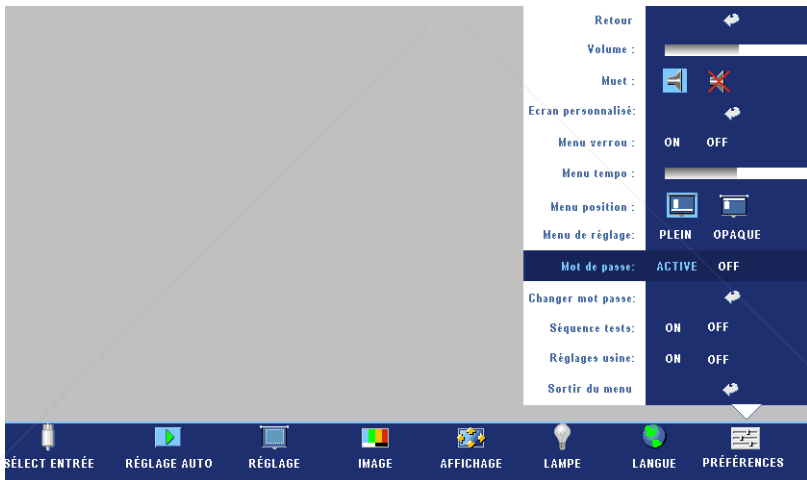 Retour
Volume :
Muet :
Ecran personnalisé:
Menu verrou : ON OFF
Menu tempo :
Menu position :
Menu de réglage: PLEIN OPAQUE
Mot de passe: ACTIVE OFF
Changer mot passe:
Séquence tests: ON OFF
Réglages usine: ON OFF
Sortir du menu
SÉLECT ENTRÉE RÉGLAGE AUTO RÉGLAGE IMAGE AFFICHAGE LAMPE LANGUE PRÉFÉRENCES